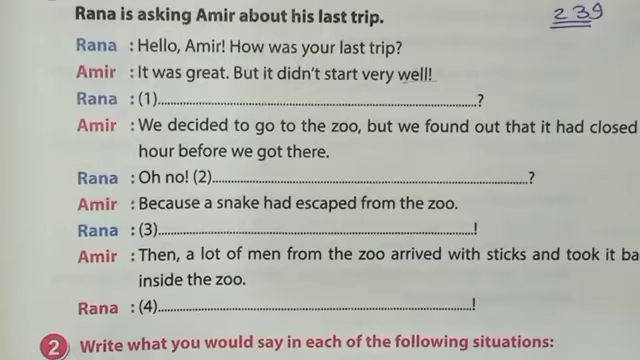 Rana is asking Amir about his last trip.
239
Rana : Hello, Amir! How was your last trip?
Amir : It was great. But it didn't start very well!
Rana : (1)..........................................................................................?
Amir : We decided to go to the zoo, but we found out that it had closed
hour before we got there.
Rana : Oh no! (2)..........................................................................................?
Amir : Because a snake had escaped from the zoo.
Rana : (3)..........................................................................................!
Amir : Then, a lot of men from the zoo arrived with sticks and took it ba
inside the zoo.
Rana : (4)..........................................................................................!
2 Write what you would say in each of the following situations: